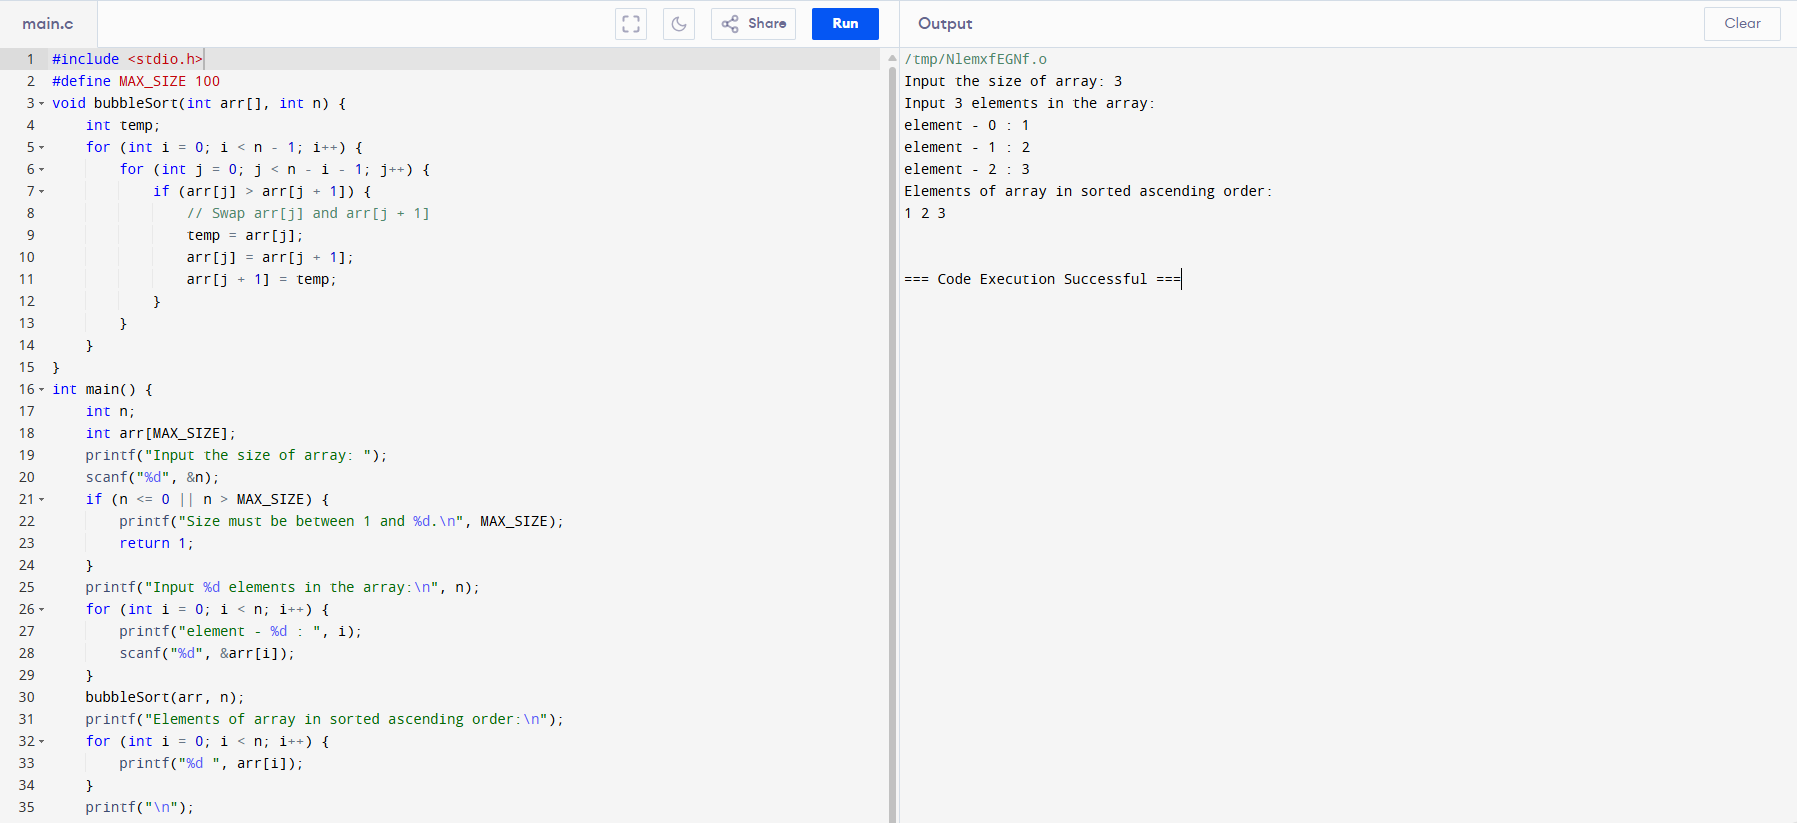 main.c
Share
Run
Output
Clear
1 #include <stdio.h>
2 #define MAX_SIZE 100
3 void bubbleSort(int arr[], int n) {
4     int temp;
5     for (int i = 0; i < n - 1; i++) {
6         for (int j = 0; j < n - i - 1; j++) {
7             if (arr[j] > arr[j + 1]) {
8                 // Swap arr[j] and arr[j + 1]
9                 temp = arr[j];
10                 arr[j] = arr[j + 1];
11                 arr[j + 1] = temp;
12             }
13         }
14     }
15 }
16 int main() {
17     int n;
18     int arr[MAX_SIZE];
19     printf("Input the size of array: ");
20     scanf("%d", &n);
21     if (n <= 0 || n > MAX_SIZE) {
22         printf("Size must be between 1 and %d.\n", MAX_SIZE);
23         return 1;
24     }
25     printf("Input %d elements in the array:\n", n);
26     for (int i = 0; i < n; i++) {
27         printf("element - %d : ", i);
28         scanf("%d", &arr[i]);
29     }
30     bubbleSort(arr, n);
31     printf("Elements of array in sorted ascending order:\n");
32     for (int i = 0; i < n; i++) {
33         printf("%d ", arr[i]);
34     }
35     printf("\n");
/tmp/NlemxfEGNf.o
Input the size of array: 3
Input 3 elements in the array:
element - 0 : 1
element - 1 : 2
element - 2 : 3
Elements of array in sorted ascending order:
1 2 3
=== Code Execution Successful ===